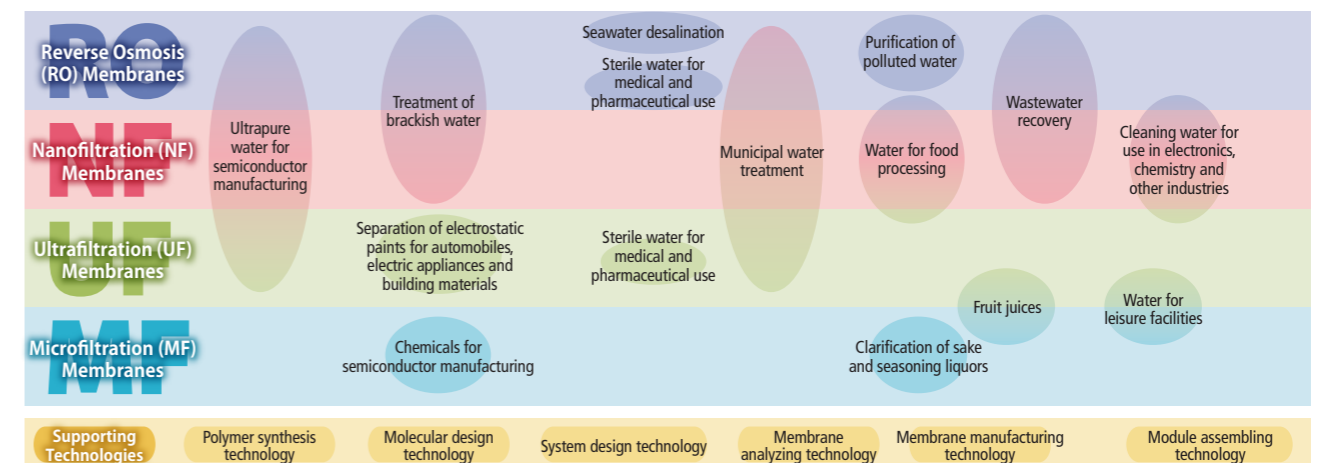 RO
Reverse Osmosis
(RO) Membranes
NF
Nanofiltration (NF)
Membranes
UF
Ultrafiltration (UF)
Membranes
MF
Microfiltration (MF)
Membranes
Ultrapure
water for
semiconductor
manufacturing
Treatment of
brackish water
Separation of electrostatic
paints for automobiles,
electric appliances and
building materials
Chemicals for
semiconductor manufacturing
Seawater desalination
Sterile water for
medical and
pharmaceutical use
Sterile water for
medical and
pharmaceutical use
Municipal water
treatment
Purification of
polluted water
Water for food
processing
Clarification of sake
and seasoning liquors
Wastewater
recovery
Fruit juices
Cleaning water for
use in electronics,
chemistry and
other industries
Water for
leisure facilities
Supporting
Technologies
Polymer synthesis
technology
Molecular design
technology
System design technology
Membrane
analyzing technology
Membrane manufacturing
technology
Module assembling
technology